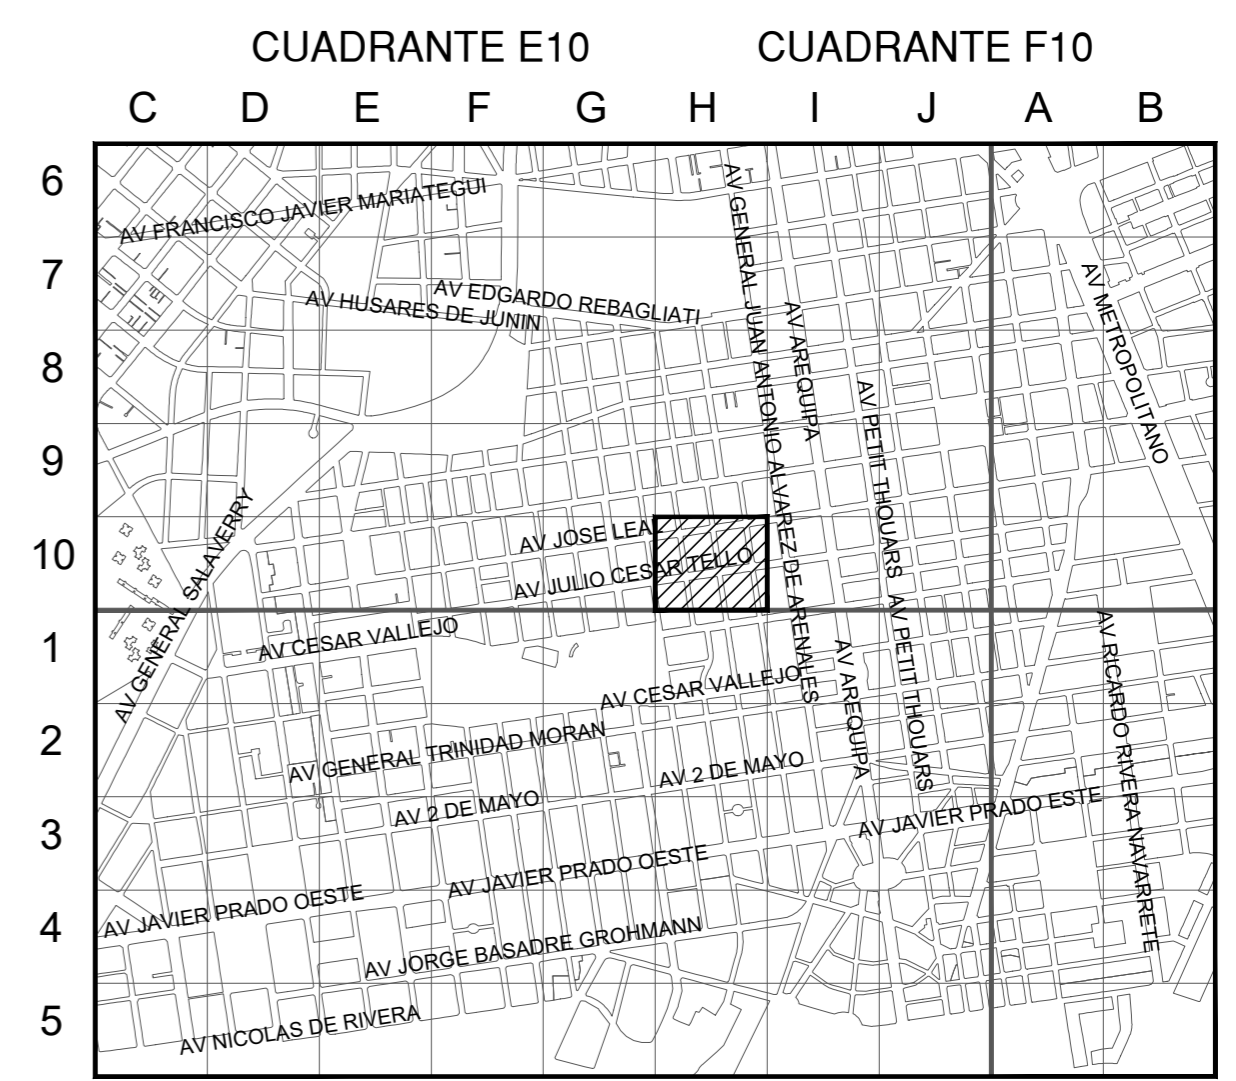 CUADRANTE E10 CUADRANTE F10
C D E F G H I J A B
6
AV FRANCISCO JAVIER MARIATEGUI
AV GENERAL JUAN ANTONIO ALVAREZ DE ARENALES
7
AV HUSARES DE JUNIN
AV EDGARDO REBAGLIATI
AV AREQUIPA
AV METROPOLITANO
8
AV PETIT THOUARS
9
AV GENERAL SALAVERRY
10
AV JOSE LEA
AV JULIO CESAR TELLO
AV PETIT THOUARS
1
AV CESAR VALLEJO
AV CESAR VALLEJO
AV AREQUIPA
AV RICARDO RIVERA NAVARRETE
2
AV GENERAL TRINIDAD MORAN
AV 2 DE MAYO
3
AV 2 DE MAYO
AV JAVIER PRADO ESTE
AV JAVIER PRADO OESTE
4
AV JAVIER PRADO OESTE
AV JORGE BASADRE GROHMANN
5
AV NICOLAS DE RIVERA